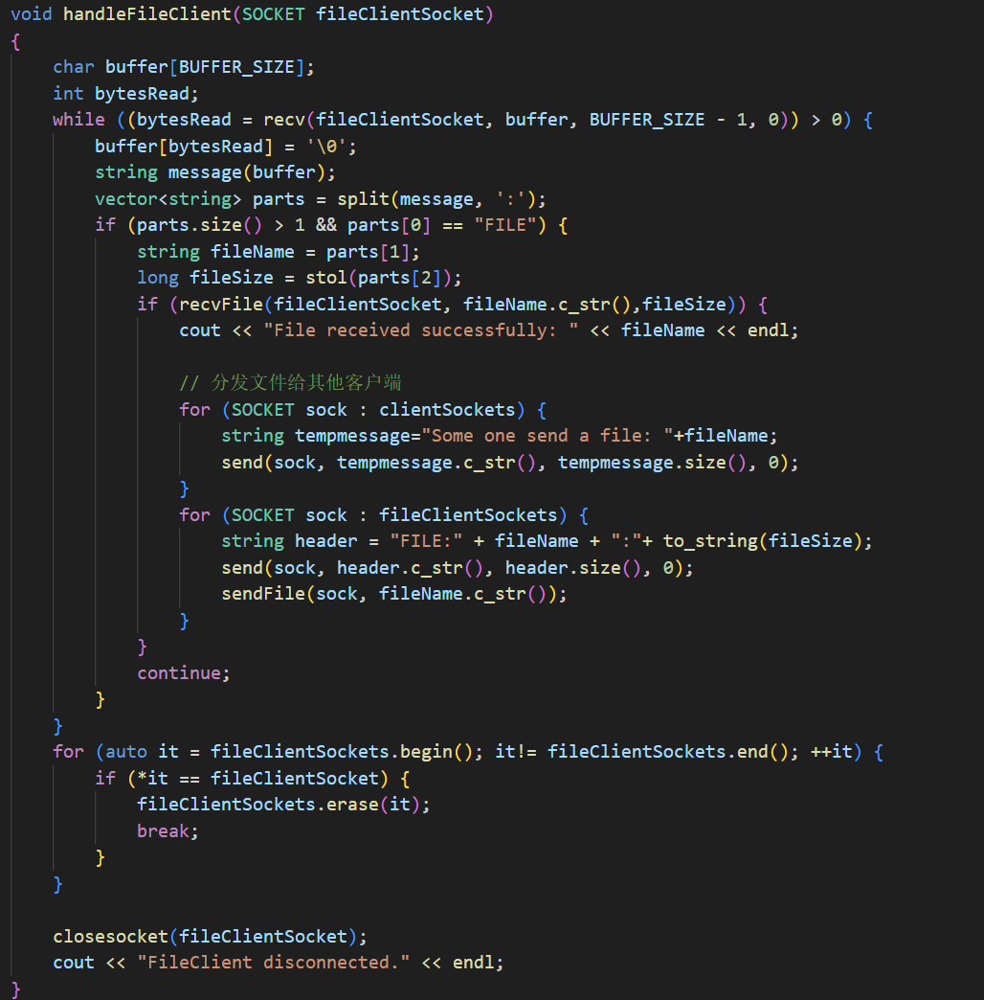 void handleFileClient(SOCKET fileClientSocket)
{
    char buffer[BUFFER_SIZE];
    int bytesRead;
    while ((bytesRead = recv(fileClientSocket, buffer, BUFFER_SIZE - 1, 0)) > 0) {
        buffer[bytesRead] = '\0';
        string message(buffer);
        vector<string> parts = split(message, ':');
        if (parts.size() > 1 && parts[0] == "FILE") {
            string fileName = parts[1];
            long fileSize = stol(parts[2]);
            if (recvFile(fileClientSocket, fileName.c_str(),fileSize)) {
                cout << "File received successfully: " << fileName << endl;

                // 分发文件给其他客户端
                for (SOCKET sock : clientSockets) {
                    string tempmessage="Some one send a file: "+fileName;
                    send(sock, tempmessage.c_str(), tempmessage.size(), 0);
                }
                for (SOCKET sock : fileClientSockets) {
                    string header = "FILE:" + fileName + ":"+ to_string(fileSize);
                    send(sock, header.c_str(), header.size(), 0);
                    sendFile(sock, fileName.c_str());
                }
            }
            continue;
        }
    }
    for (auto it = fileClientSockets.begin(); it!= fileClientSockets.end(); ++it) {
        if (*it == fileClientSocket) {
            fileClientSockets.erase(it);
            break;
        }
    }

    closesocket(fileClientSocket);
    cout << "FileClient disconnected." << endl;
}